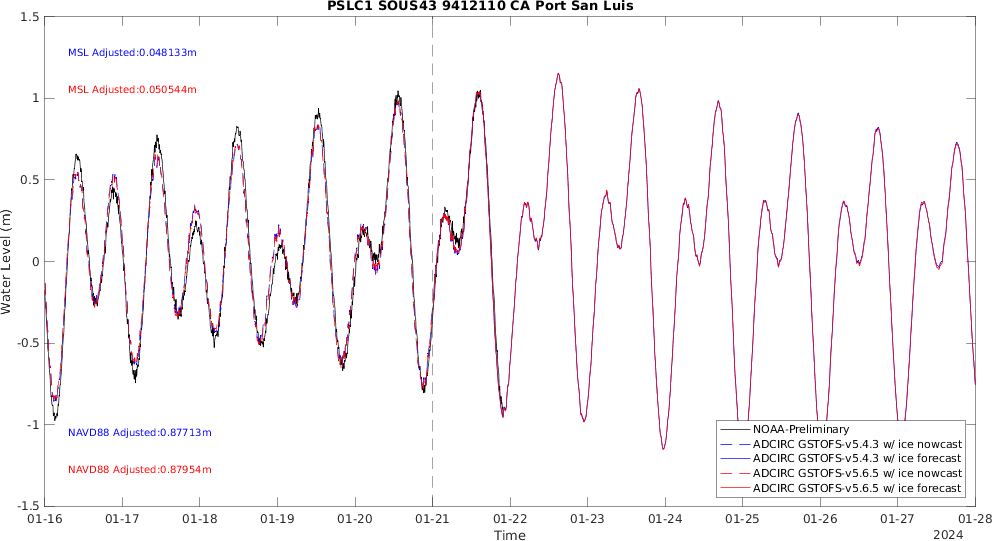 PSLC1 SOUS43 9412110 CA Port San Luis
1.5
1
0.5
0
-0.5
-1
-1.5
Water Level (m)
MSL Adjusted:0.048133m
MSL Adjusted:0.050544m
NAVD88 Adjusted:0.87713m
NAVD88 Adjusted:0.87954m
NOAA-Preliminary
ADCIRC GSTOFS-v5.4.3 w/ ice nowcast
ADCIRC GSTOFS-v5.4.3 w/ ice forecast
ADCIRC GSTOFS-v5.6.5 w/ ice nowcast
ADCIRC GSTOFS-v5.6.5 w/ ice forecast
01-16 01-17 01-18 01-19 01-20 01-21 01-22 01-23 01-24 01-25 01-26 01-27 01-28
Time
2024